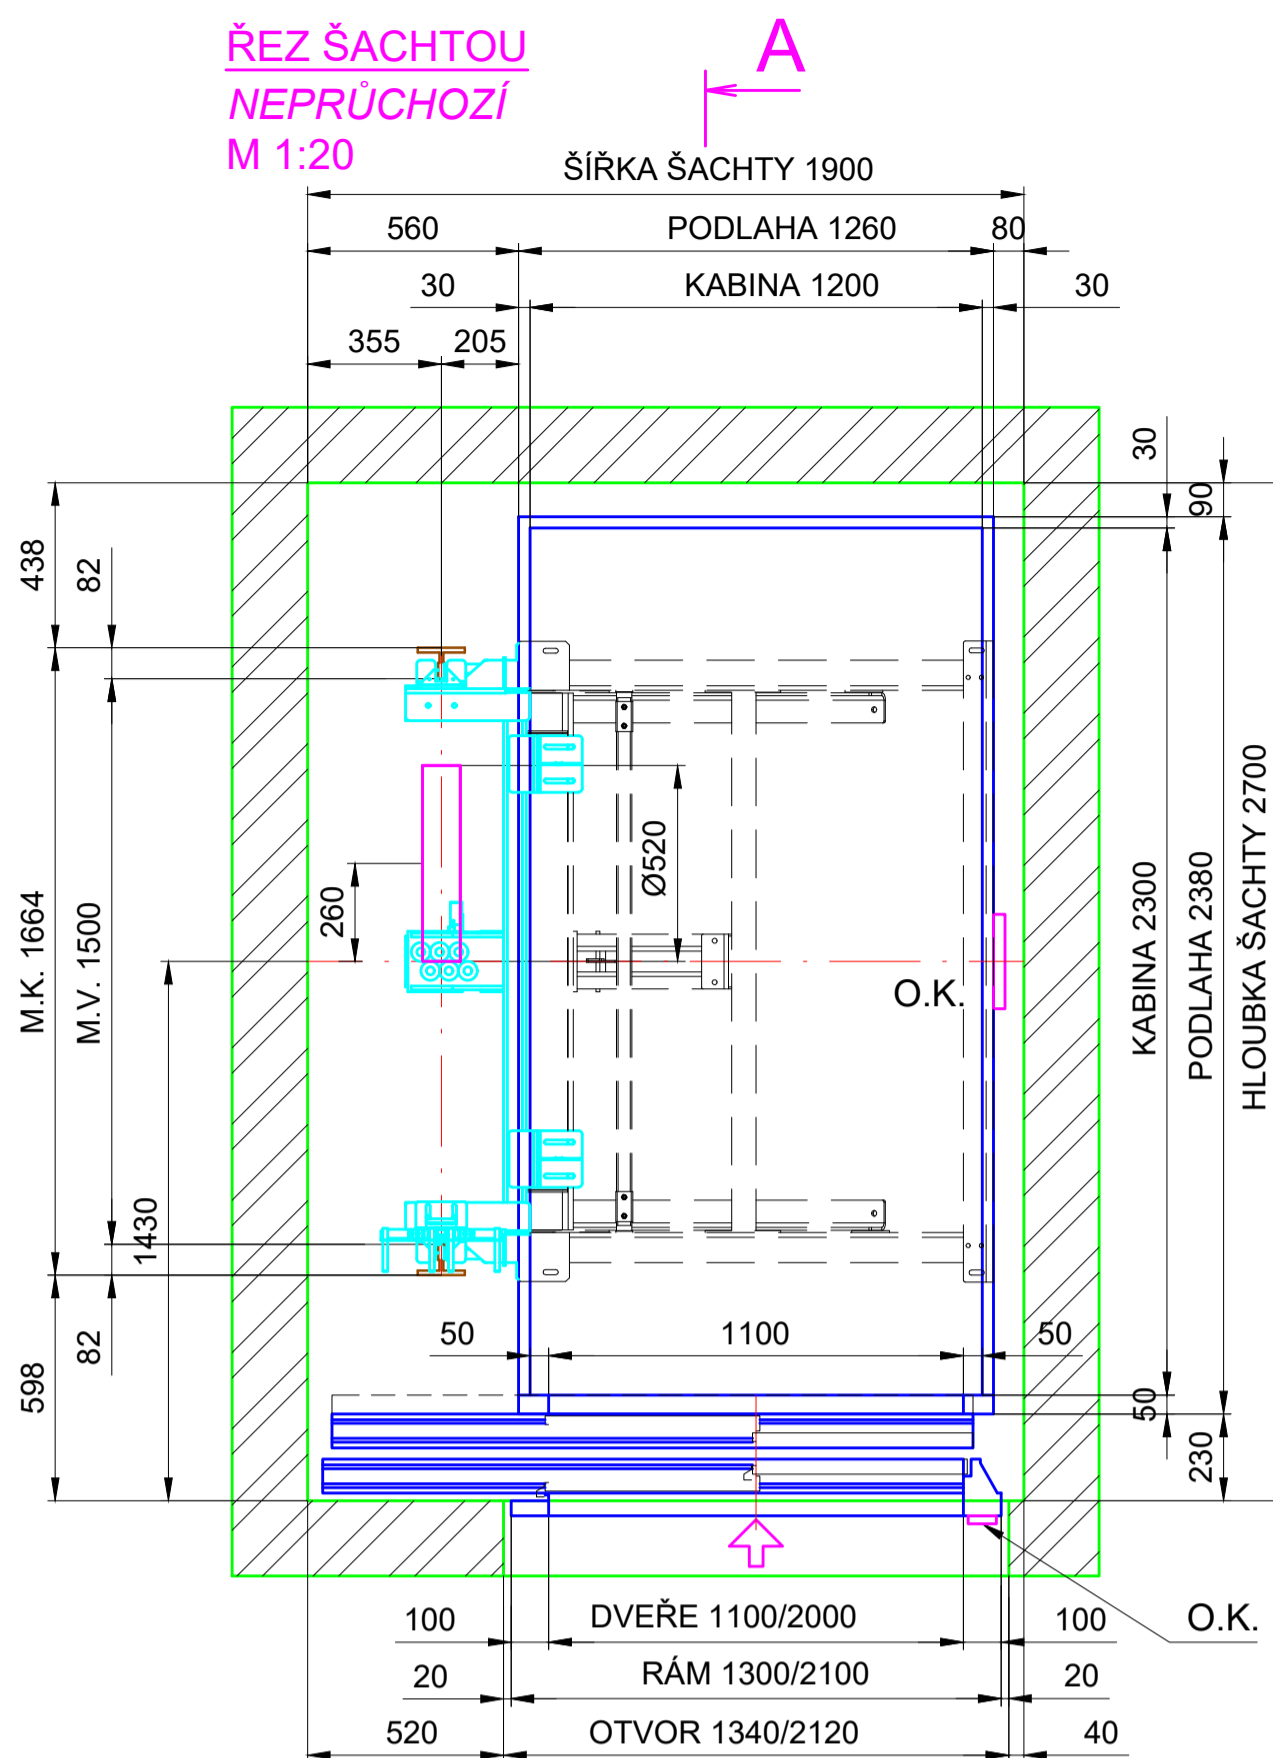 ŘEZ ŠACHTOU
NEPRŮCHOZÍ
M 1:20
A
ŠÍŘKA ŠACHTY 1900
560
PODLAHA 1260
80
30
KABINA 1200
30
355
205
30
90
438
82
M.K. 1664
M.V. 1500
260
Ø520
O.K.
KABINA 2300
PODLAHA 2380
HLOUBKA ŠACHTY 2700
1430
598
82
50
1100
50
50
230
100
DVEŘE 1100/2000
100
O.K.
20
RÁM 1300/2100
20
520
OTVOR 1340/2120
40